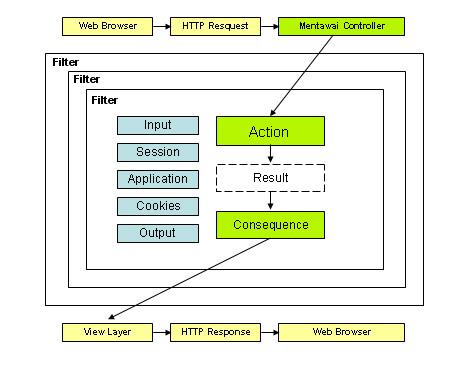 Web Browser
HTTP Resquest
Mentawai Controller
Filter
Filter
Filter
Input
Action
Session
Application
Result
Cookies
Consequence
Output
View Layer
HTTP Response
Web Browser